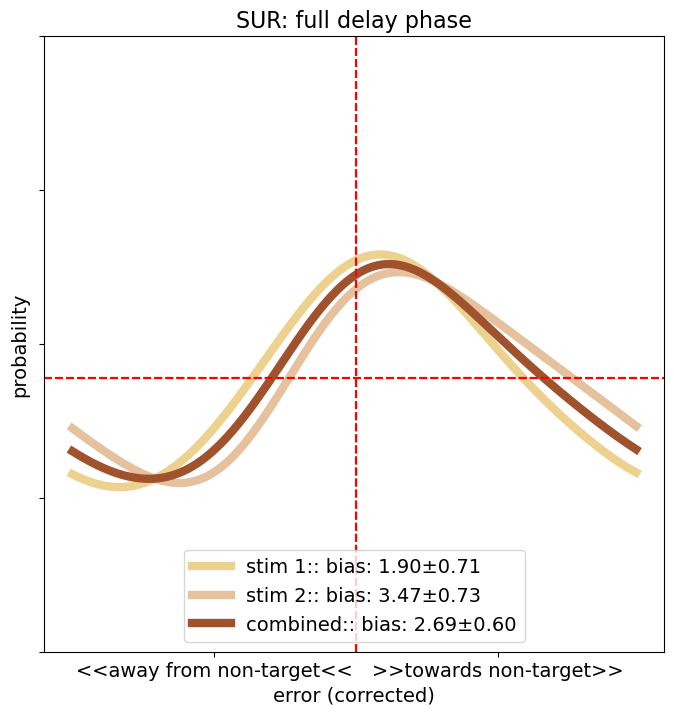 SUR: full delay phase
probability
stim 1:: bias: 1.90±0.71
stim 2:: bias: 3.47±0.73
combined:: bias: 2.69±0.60
<<away from non-target<<   >>towards non-target>>
error (corrected)